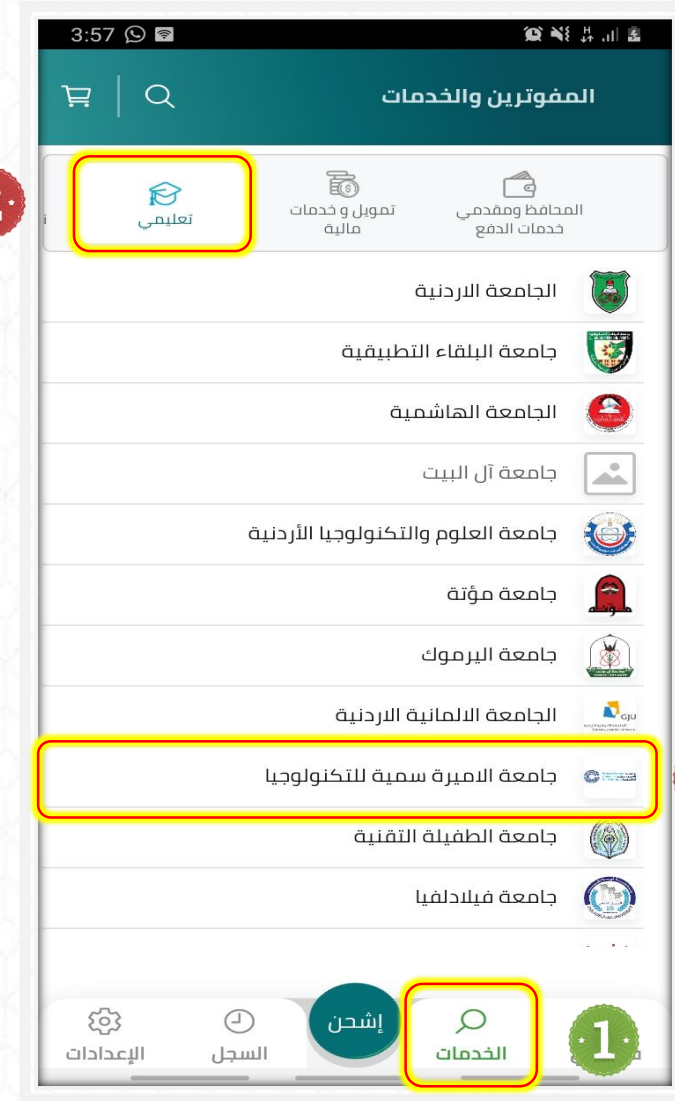 3:57
المفوترين والخدمات
المحافظ ومقدمي
خدمات الدفع
تمويل و خدمات
مالية
تعليمي
الجامعة الاردنية
جامعة البلقاء التطبيقية
الجامعة الهاشمية
جامعة آل البيت
جامعة العلوم والتكنولوجيا الأردنية
جامعة مؤتة
جامعة اليرموك
الجامعة الالمانية الاردنية
GJU
جامعة الاميرة سمية للتكنولوجيا
جامعة الطفيلة التقنية
جامعة فيلادلفيا
1
الخدمات
إشحن
السجل
الإعدادات